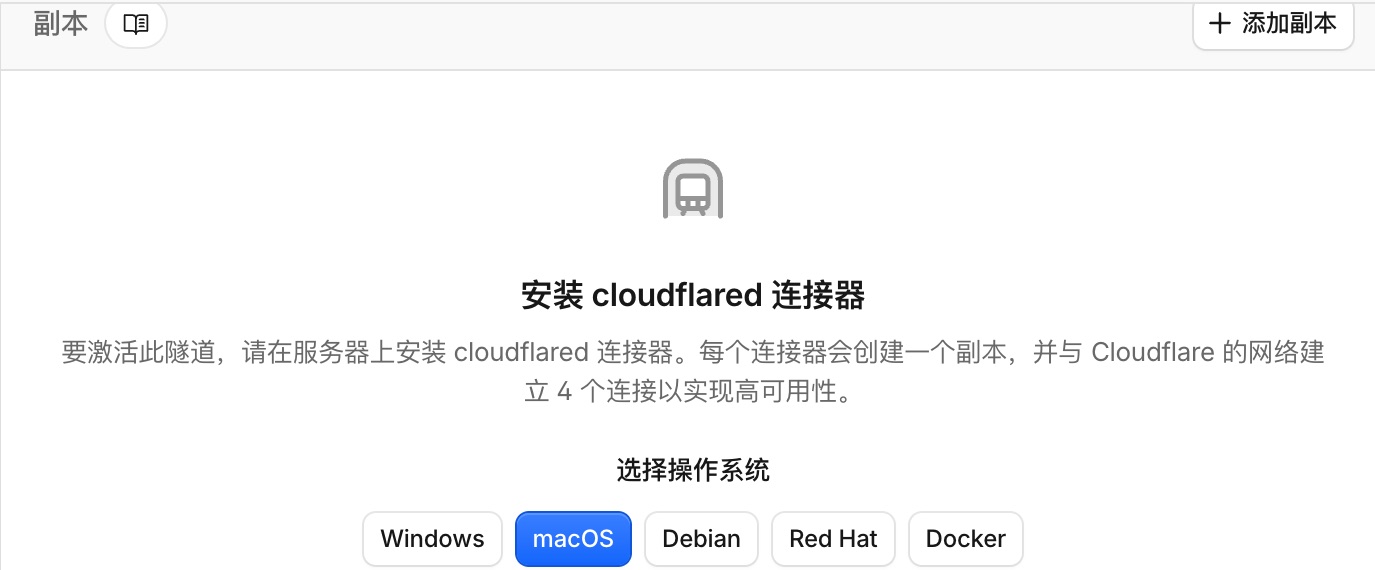 副本
添加副本
安装 cloudflared 连接器
要激活此隧道，请在服务器上安装 cloudflared 连接器。每个连接器会创建一个副本，并与 Cloudflare 的网络建
立 4 个连接以实现高可用性。
选择操作系统
Windows
macOS
Debian
Red Hat
Docker